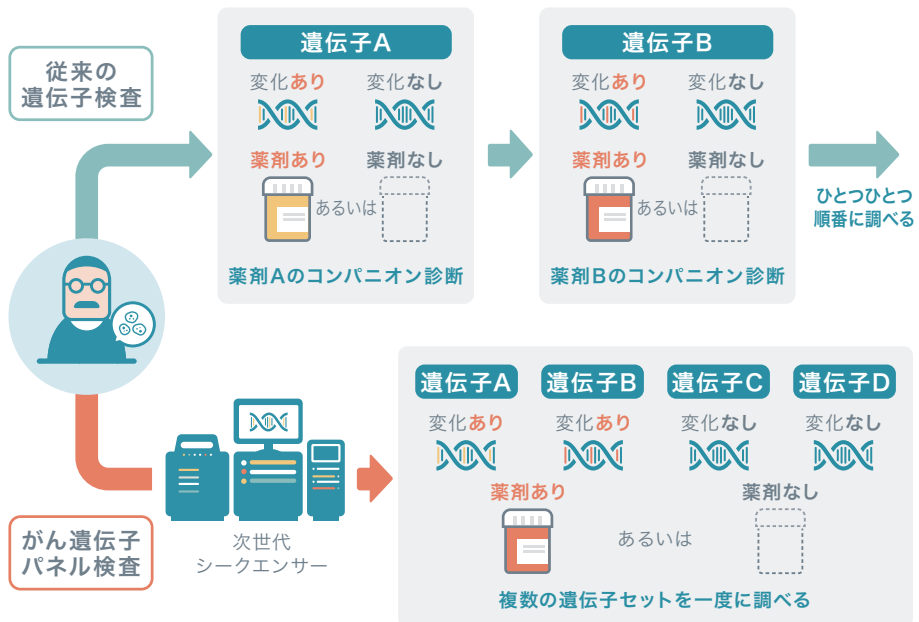 従来の
遺伝子検査
遺伝子A
変化あり
変化なし
薬剤あり
薬剤なし
あるいは
薬剤Aのコンパニオン診断
遺伝子B
変化あり
変化なし
薬剤あり
薬剤なし
あるいは
薬剤Bのコンパニオン診断
ひとつひとつ
順番に調べる
がん遺伝子
パネル検査
次世代
シークエンサー
遺伝子A
遺伝子B
遺伝子C
遺伝子D
変化あり
変化あり
変化なし
変化なし
薬剤あり
あるいは
薬剤なし
複数の遺伝子セットを一度に調べる